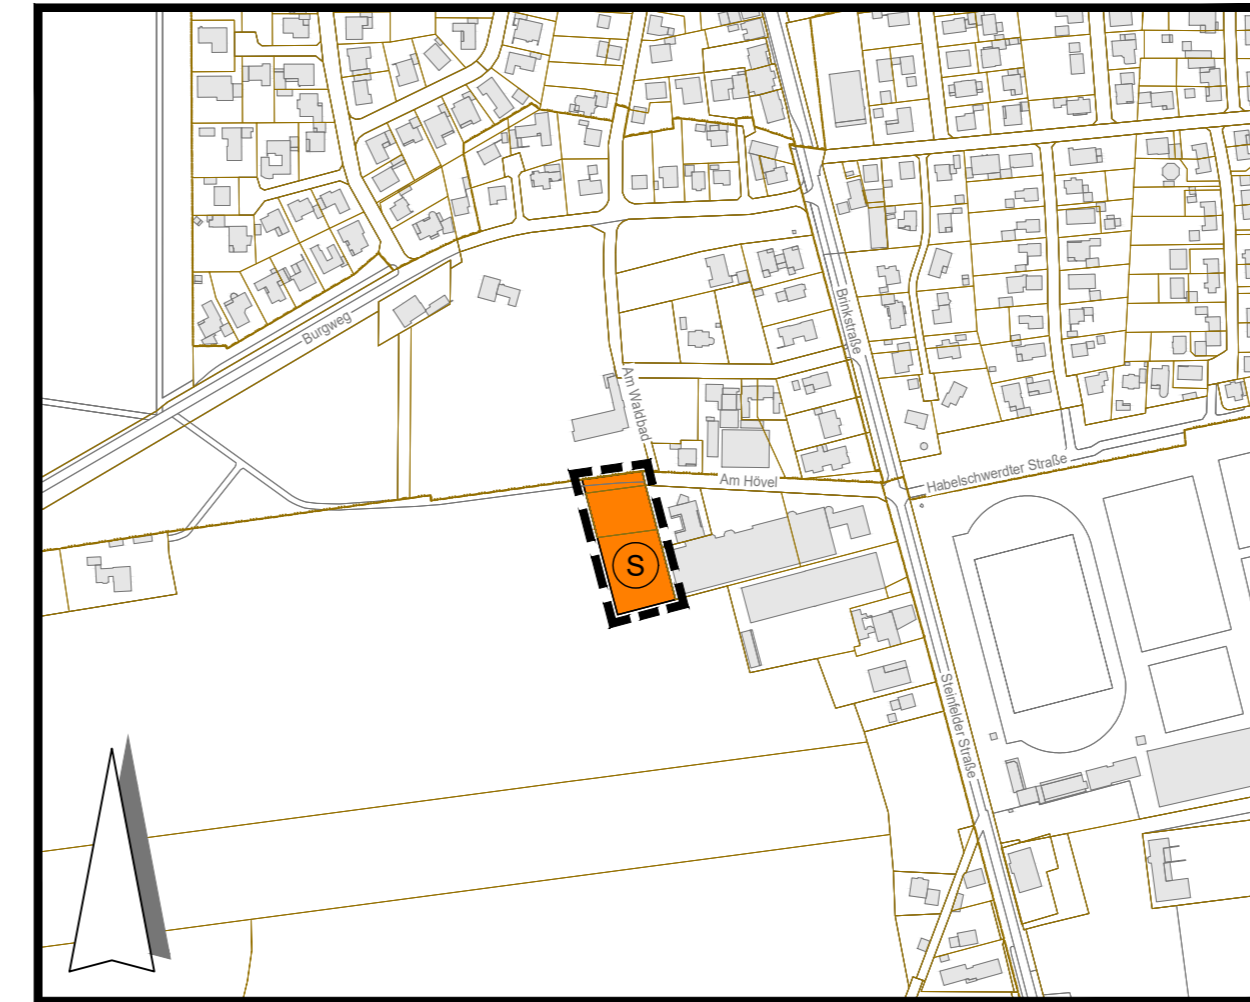 Burgweg
Brinkstraße
Am Waldbad
Habelschwerdter Straße
Am Hövel
S
Steinfelder Straße